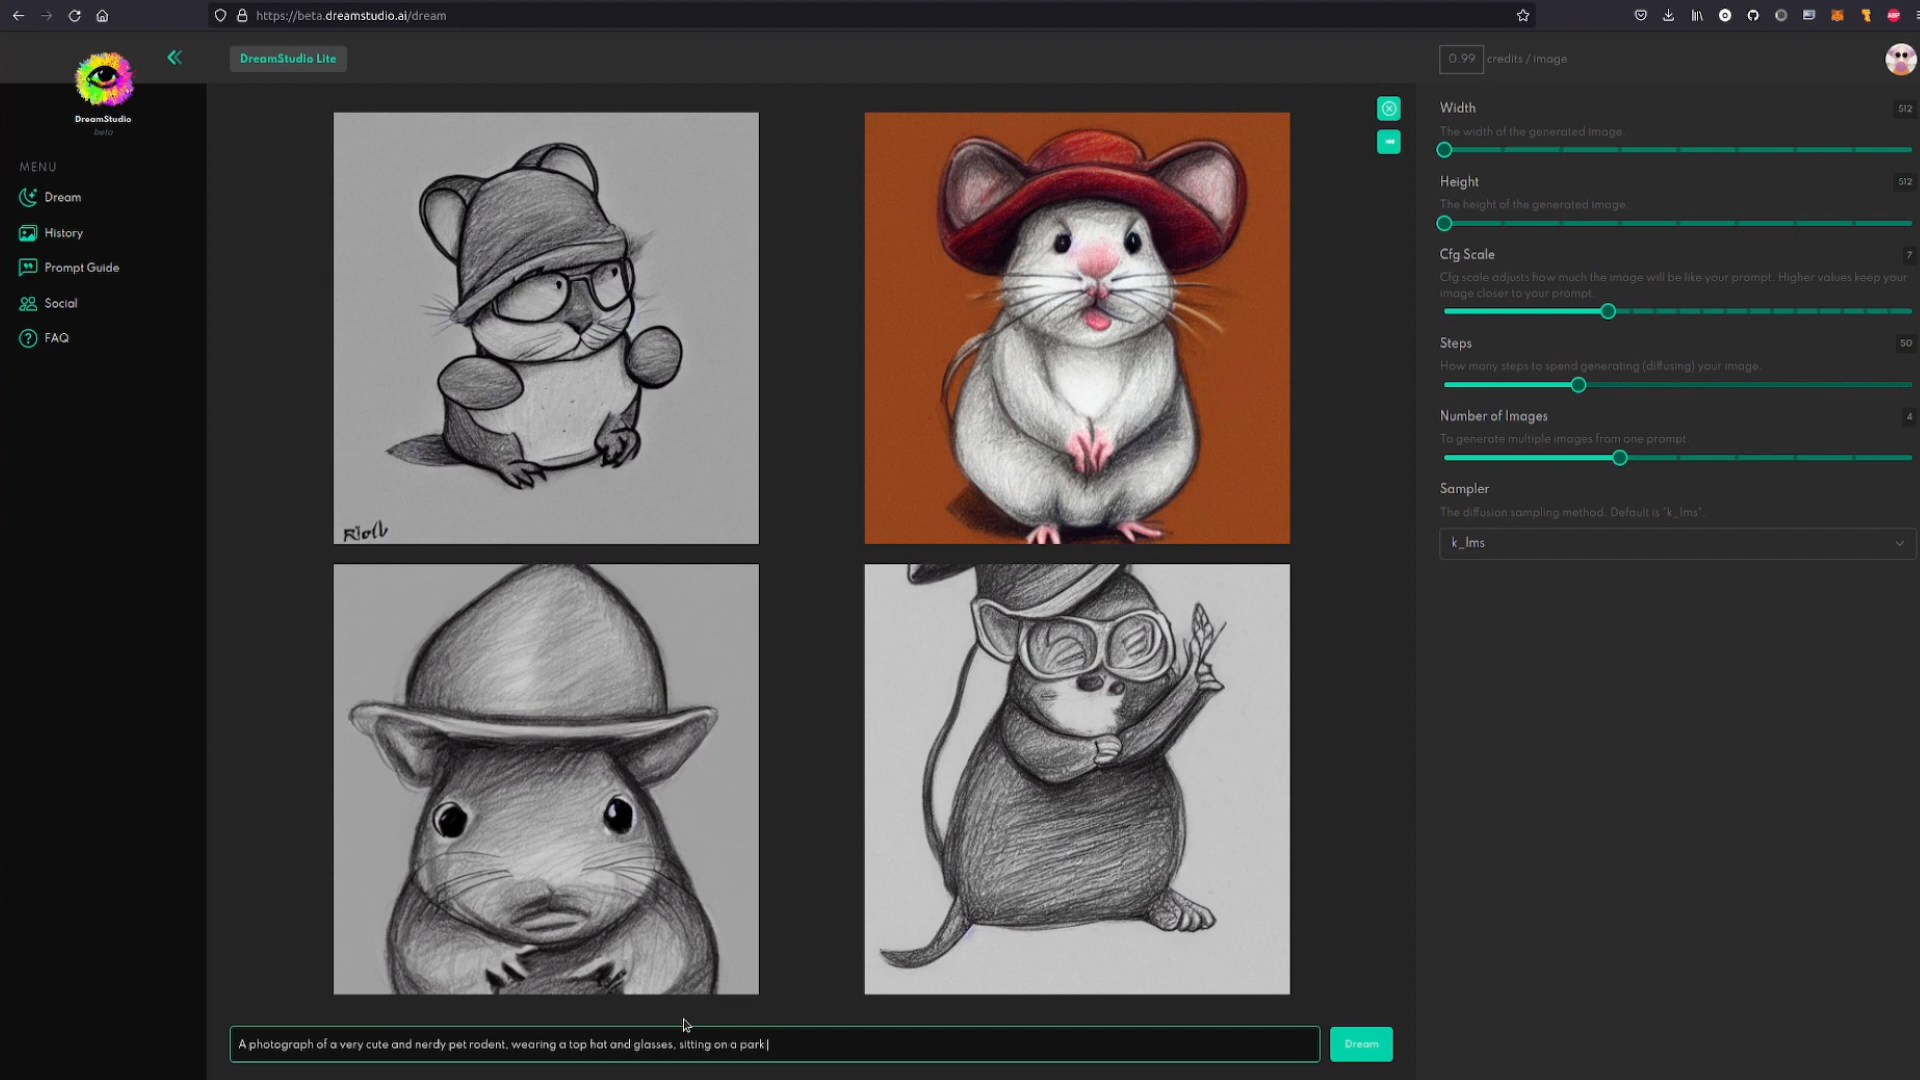 https://beta.dreamstudio.ai/dream
DreamStudio
beta
MENU
Dream
History
Prompt Guide
Social
FAQ
DreamStudio Lite
A photograph of a very cute and nerdy pet rodent, wearing a top hat and glasses, sitting on a park
Dream
0.99 credits / image
Width 512
The width of the generated image.
Height 512
The height of the generated image.
Cfg Scale 7
Cfg scale adjusts how much the image will be like your prompt. Higher values keep your
image closer to your prompt.
Steps 50
How many steps to spend generating (diffusing) your image.
Number of Images 4
To generate multiple images from one prompt.
Sampler
The diffusion sampling method. Default is "k_lms".
k_lms
ABP